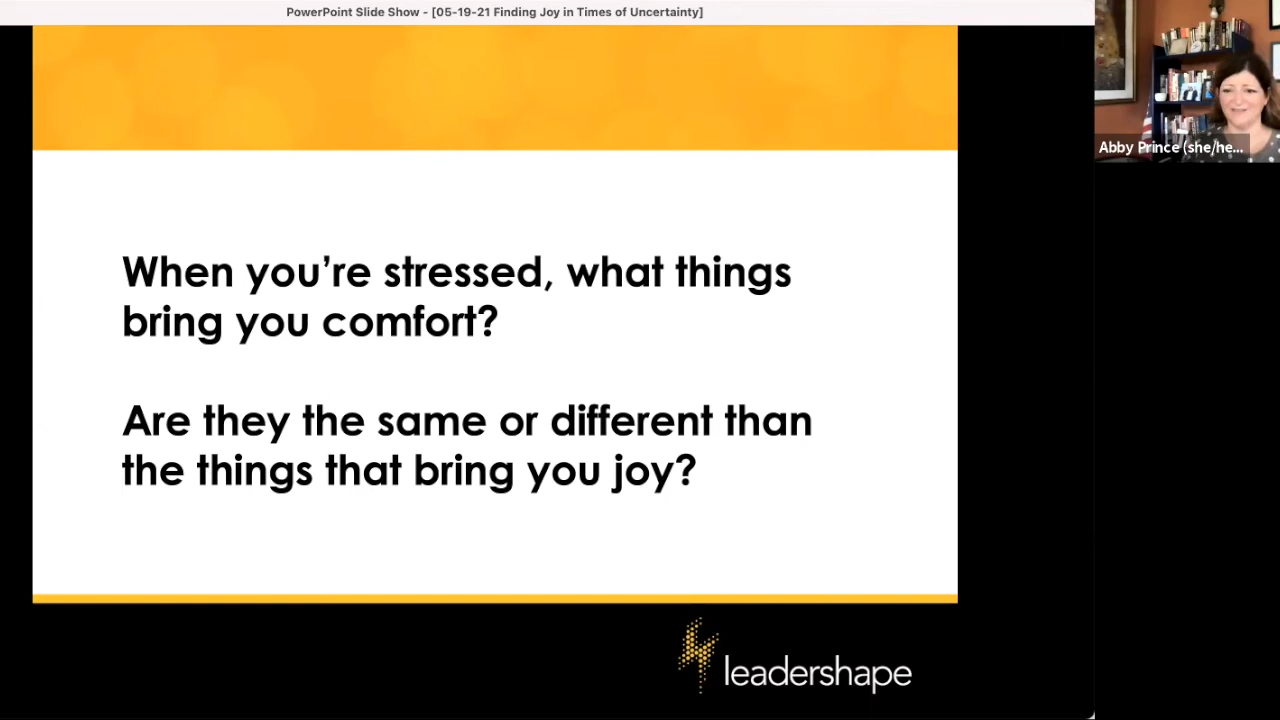 PowerPoint Slide Show - [05-19-21 Finding Joy in Times of Uncertainty]
When you’re stressed, what things
bring you comfort?
Are they the same or different than
the things that bring you joy?
Abby Prince (she/he...
leadershape